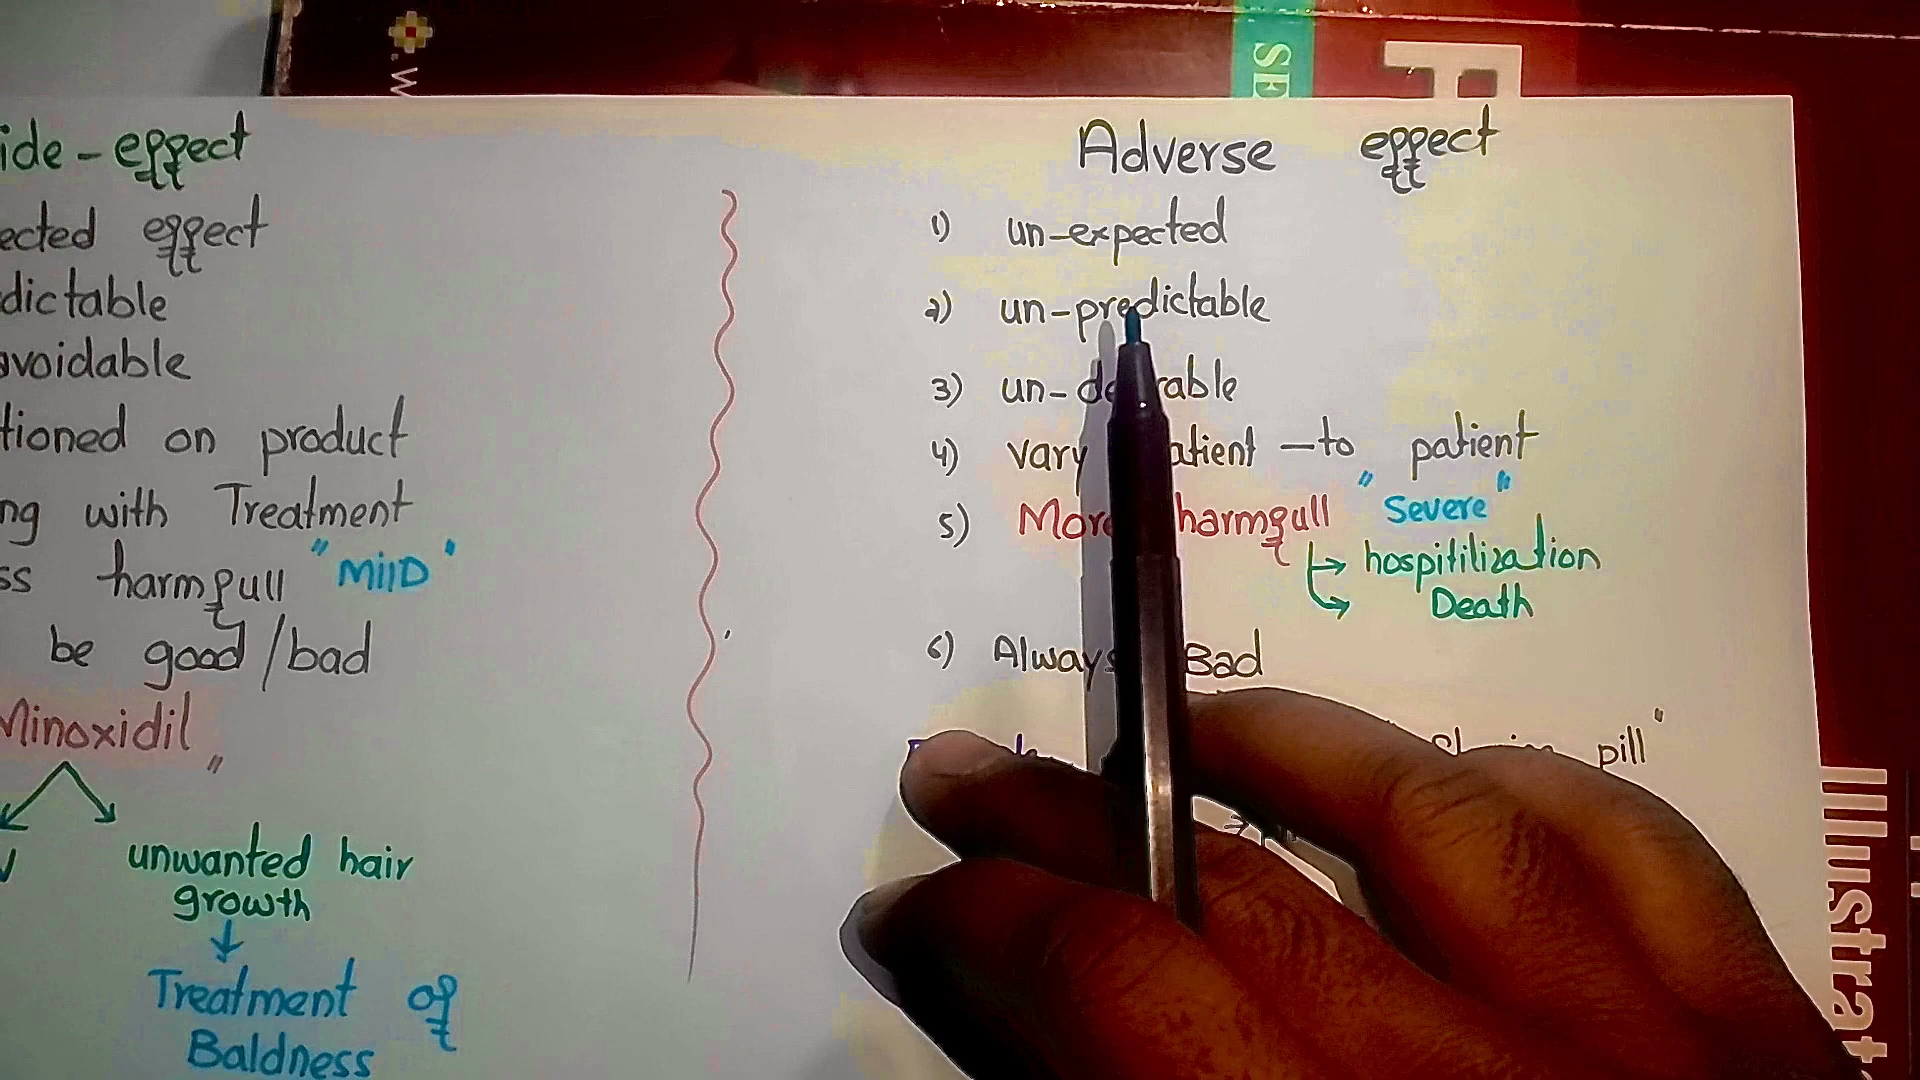 ide-effect
ected effect
dictable
avoidable
tioned on product
ng with Treatment
ss harmfull "MilD"
be good/bad
Minoxidil"
unwanted hair
growth
Treatment of
Baldness
Adverse effect
1) un-expected
2) un-predictable
3) un-
4) vary -to patient
5) More harmfull "Severe"
hospitilization
Death
6) Always Bad
pill"
SE
Illustrat